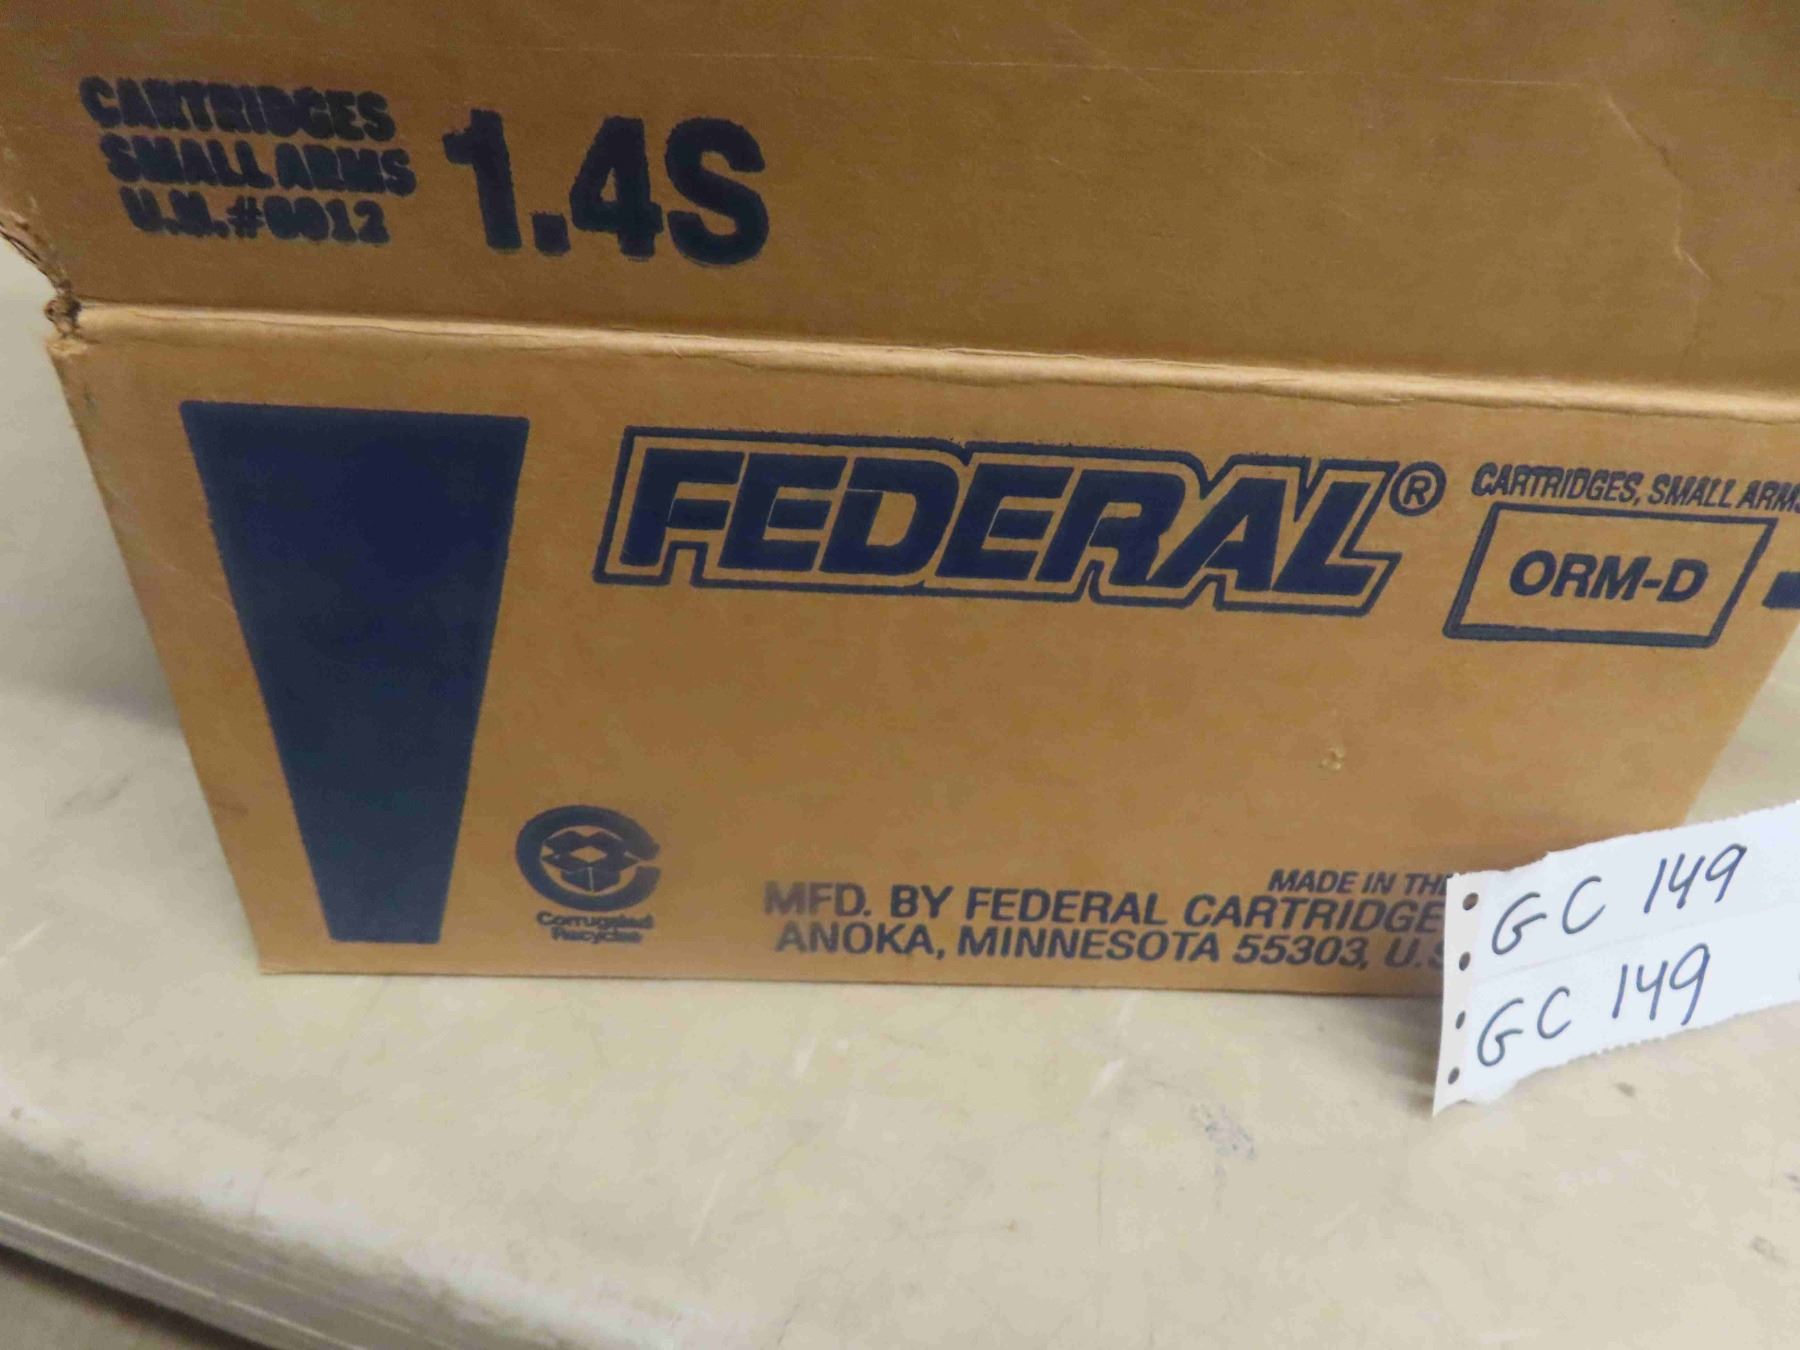 CARTRIDGES
SMALL ARMS
U.N.#0012
1.4S
FEDERAL®
CARTRIDGES, SMALL ARMS
ORM-D
Corrugated
Recycles
MADE IN THE
MFD. BY FEDERAL CARTRIDGE
ANOKA, MINNESOTA 55303, U.S
GC 149
GC 149